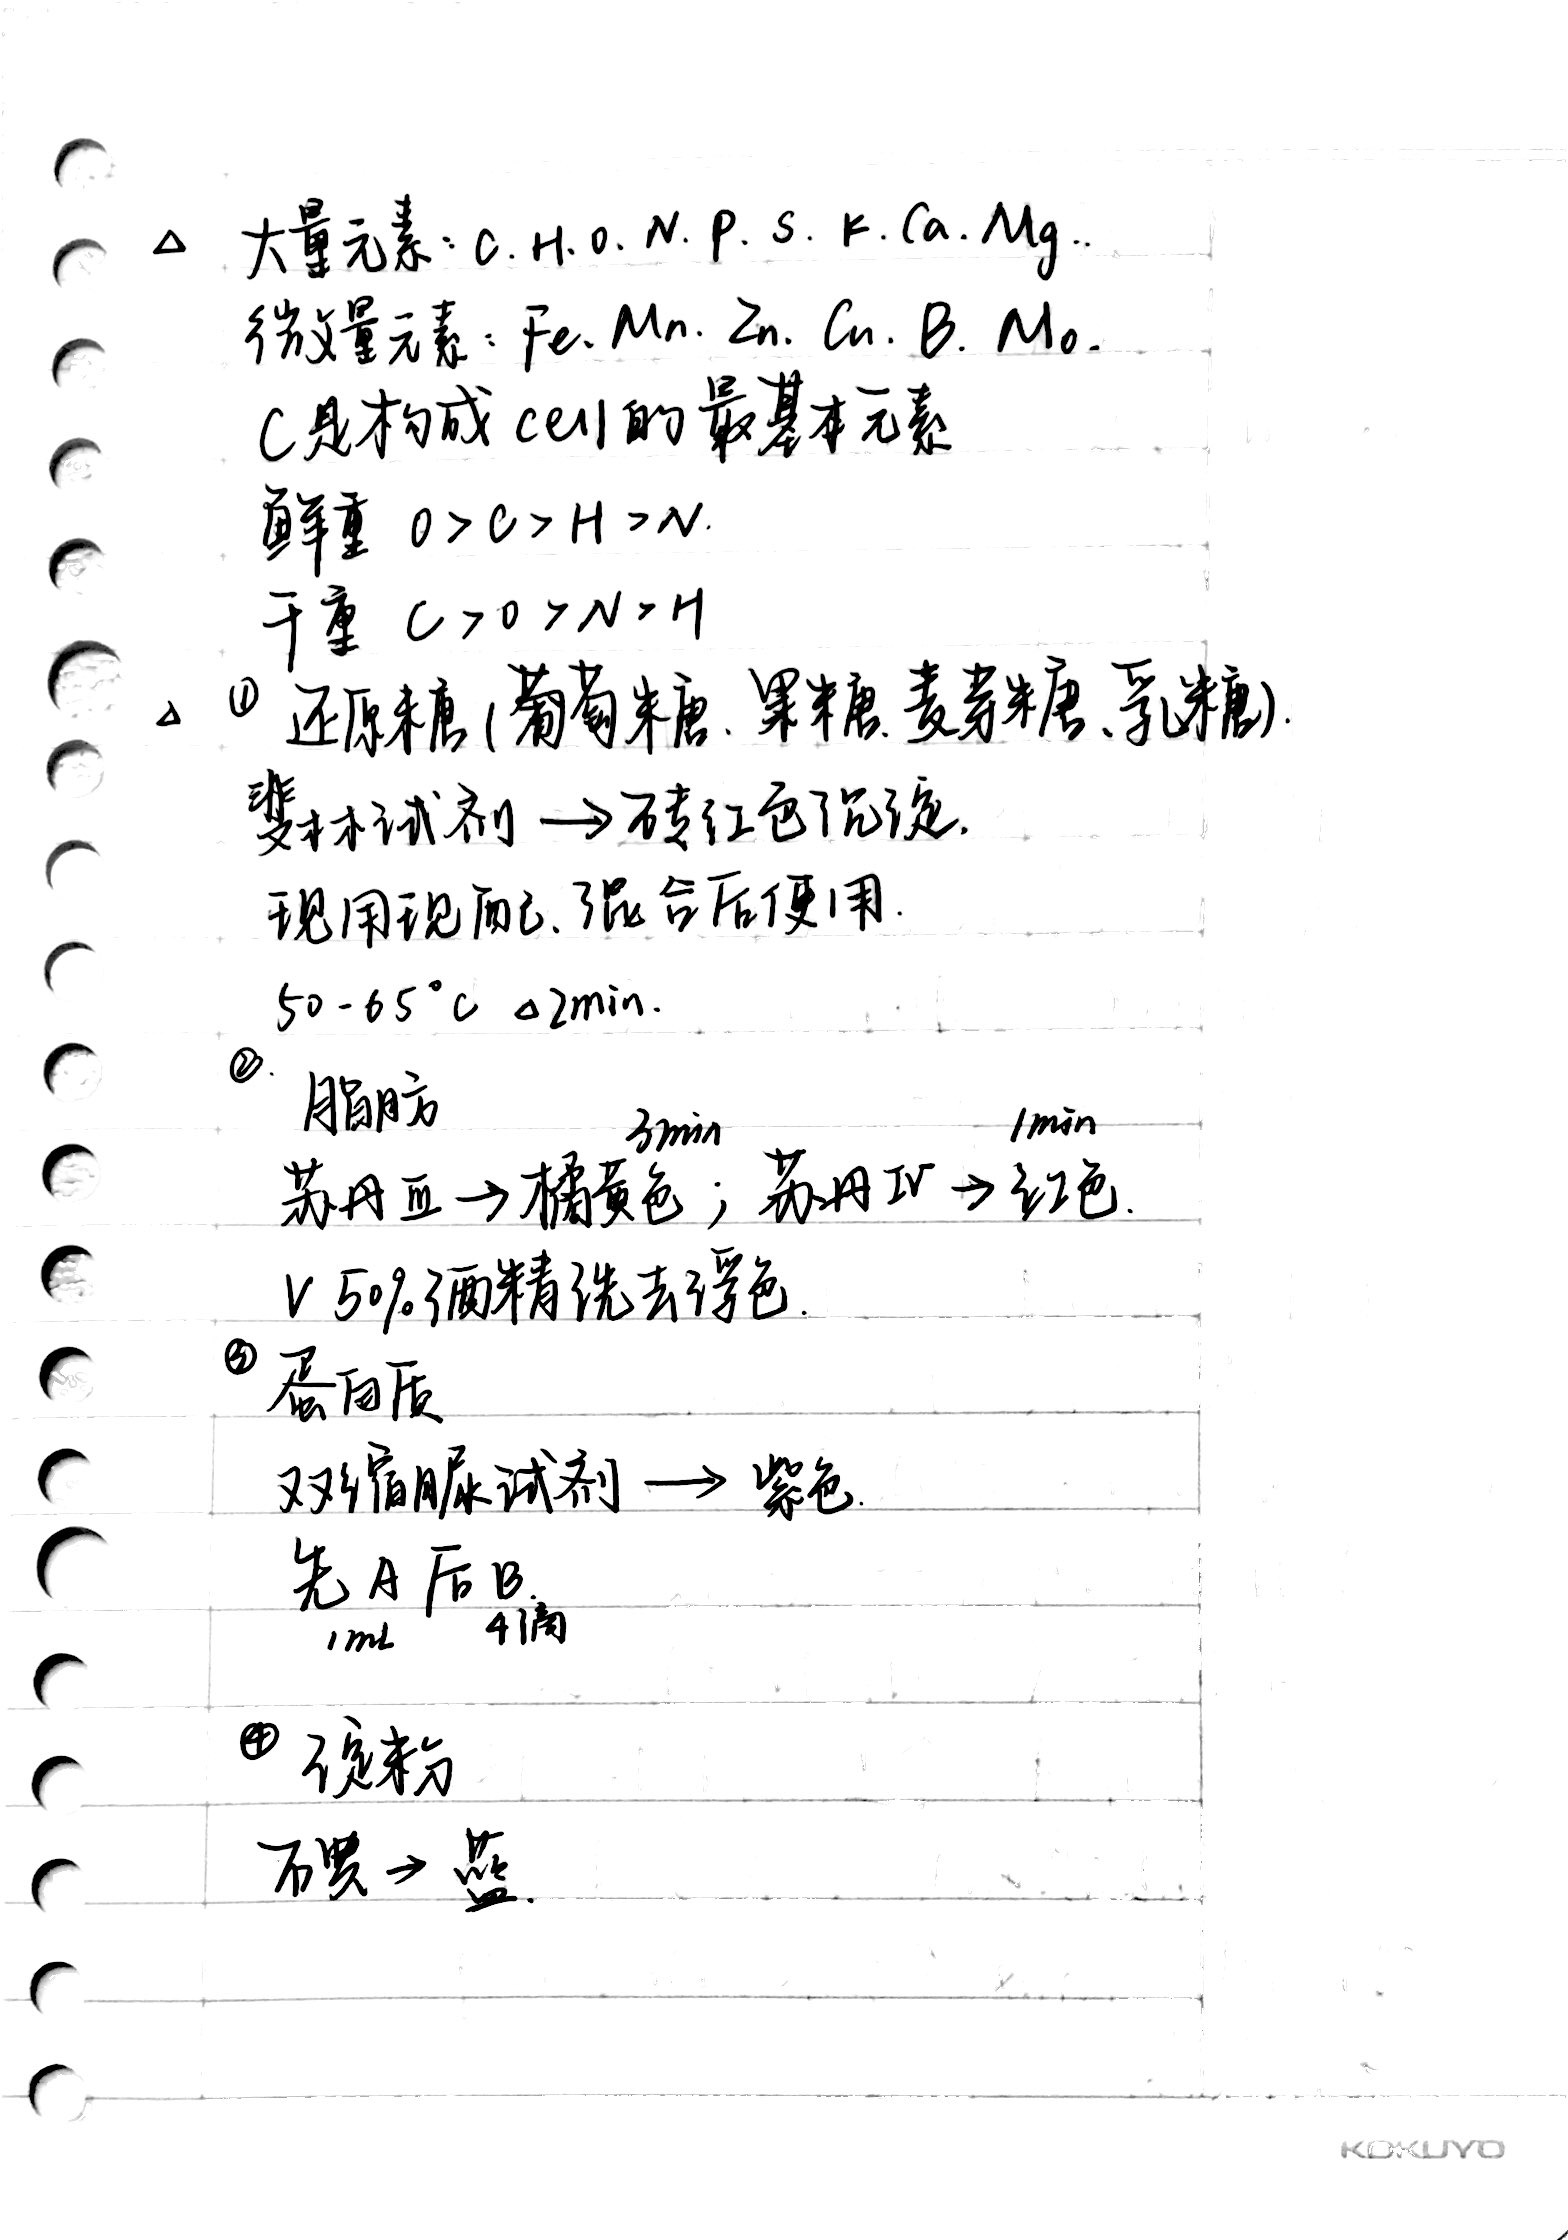 △ 大量元素：C. H. O. N. P. S. K. Ca. Mg..
微量元素：Fe、Mn. Zn. Cu. B. Mo.
C是构成cell的最基本元素
鲜重 O>C>H>N.
干重 C>O>N>H
△ ① 还原糖(葡萄糖、果糖、麦芽糖、乳糖).
斐林试剂→砖红色沉淀.
现用现配、混合后使用.
50-65°C △2min.
②.
脂肪
3min 1min
苏丹Ⅲ→橘黄色；苏丹Ⅳ→红色.
V 50%酒精洗去浮色.
③ 蛋白质
双缩脲试剂→紫色.
先A后B.
1mL 4滴
④ 淀粉
→蓝.
KOKUYO